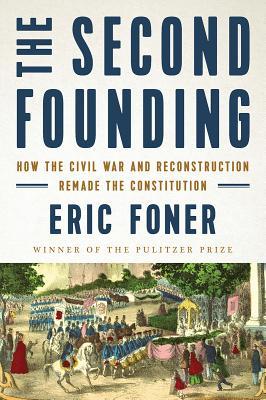 THE SECOND
FOUNDING
HOW THE CIVIL WAR AND RECONSTRUCTION
REMADE THE CONSTITUTION
ERIC FONER
WINNER OF THE PULITZER PRIZE